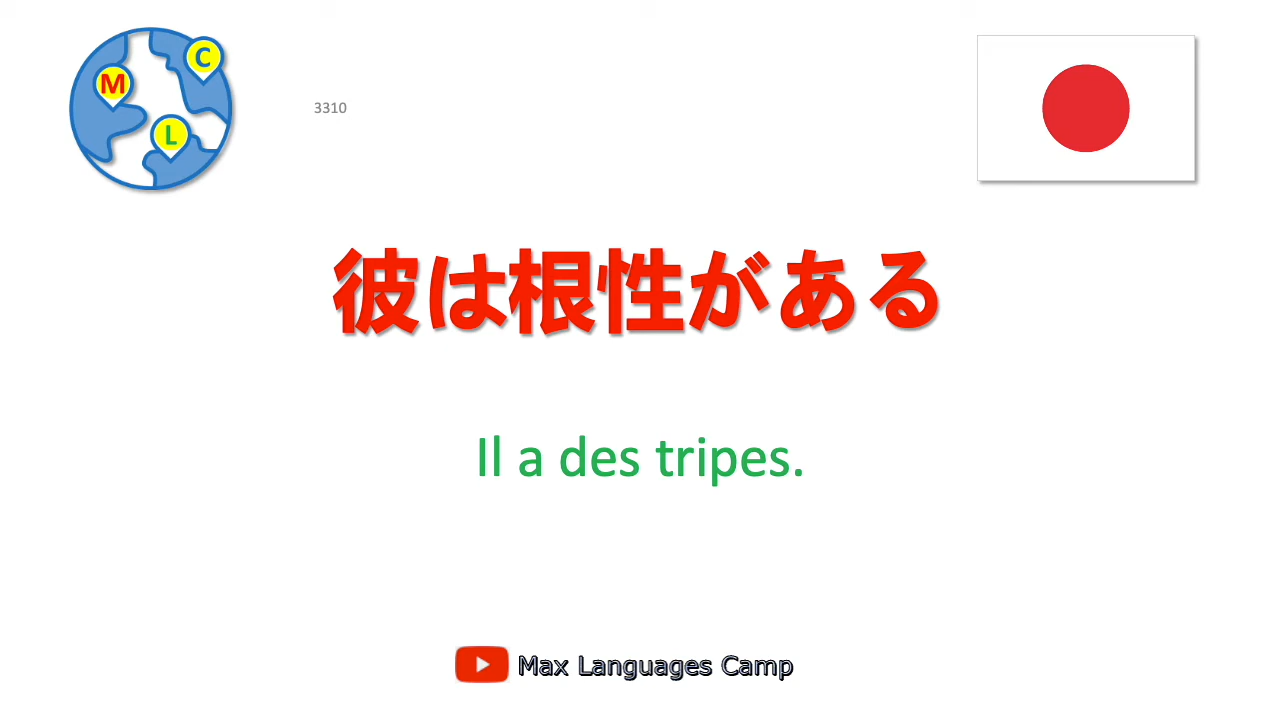 M
C
L
3310
彼は根性がある
Il a des tripes.
Max Languages Camp